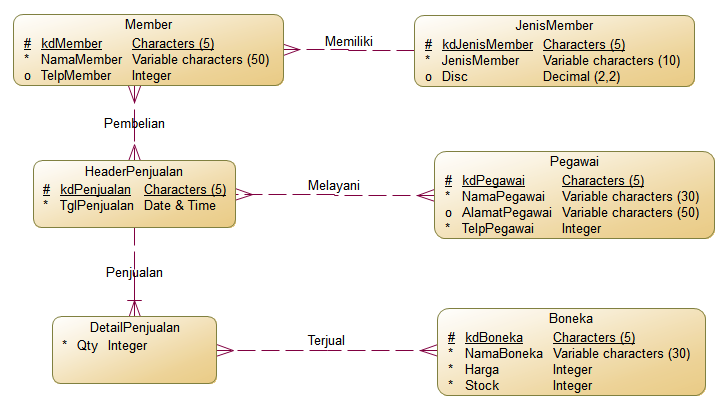 Member
# kdMember Characters (5)
* NamaMember Variable characters (50)
o TelpMember Integer
Memiliki
JenisMember
# kdJenisMember Characters (5)
* JenisMember Variable characters (10)
o Disc Decimal (2,2)
Pembelian
HeaderPenjualan
# kdPenjualan Characters (5)
* TglPenjualan Date & Time
Melayani
Pegawai
# kdPegawai Characters (5)
* NamaPegawai Variable characters (30)
o AlamatPegawai Variable characters (50)
* TelpPegawai Integer
Penjualan
DetailPenjualan
* Qty Integer
Terjual
Boneka
# kdBoneka Characters (5)
* NamaBoneka Variable characters (30)
* Harga Integer
* Stock Integer